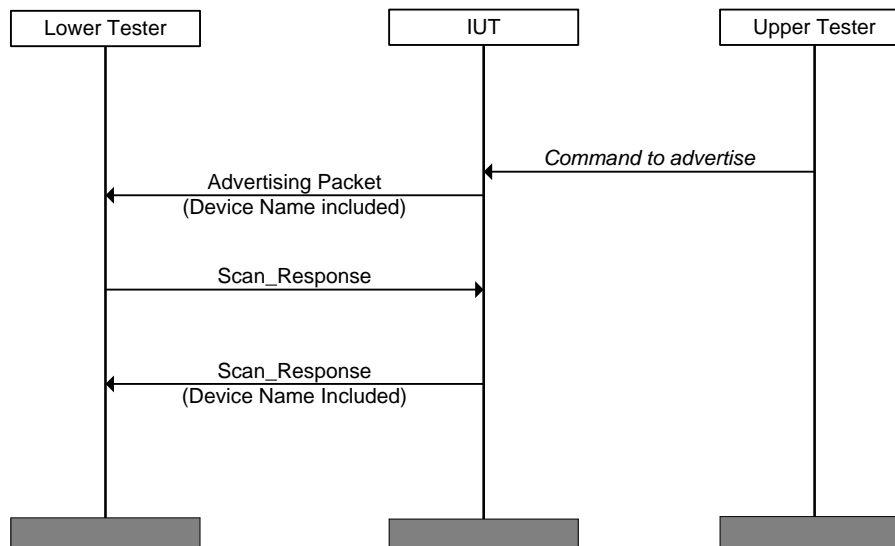 Lower Tester
IUT
Upper Tester
Command to advertise
Advertising Packet
(Device Name included)
Scan_Response
Scan_Response
(Device Name Included)